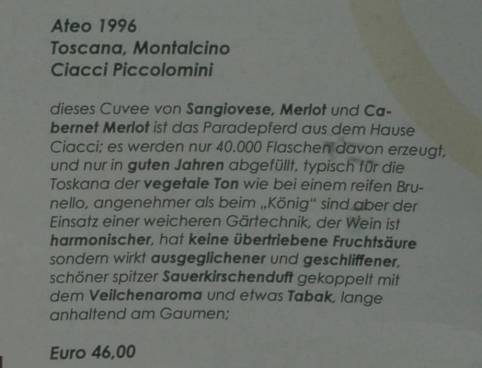 Ateo 1996
Toscana, Montalcino
Ciacci Piccolomini
dieses Cuvee von Sangiovese, Merlot und Ca-
bernet Merlot ist das Paradepferd aus dem Hause
Ciacci; es werden nur 40.000 Flaschen davon erzeugt,
und nur in guten Jahren abgefüllt, typisch für die
Toskana der vegetale Ton wie bei einem reifen Bru-
nello, angenehmer als beim „König“ sind aber der
Einsatz einer weicheren Gärtechnik, der Wein ist
harmonischer, hat keine übertriebene Fruchtsäure
sondern wirkt ausgeglichener und geschliffener,
schöner spitzer Sauerkirschenduft gekoppelt mit
dem Veilchenaroma und etwas Tabak, lange
anhaltend am Gaumen;
Euro 46,00